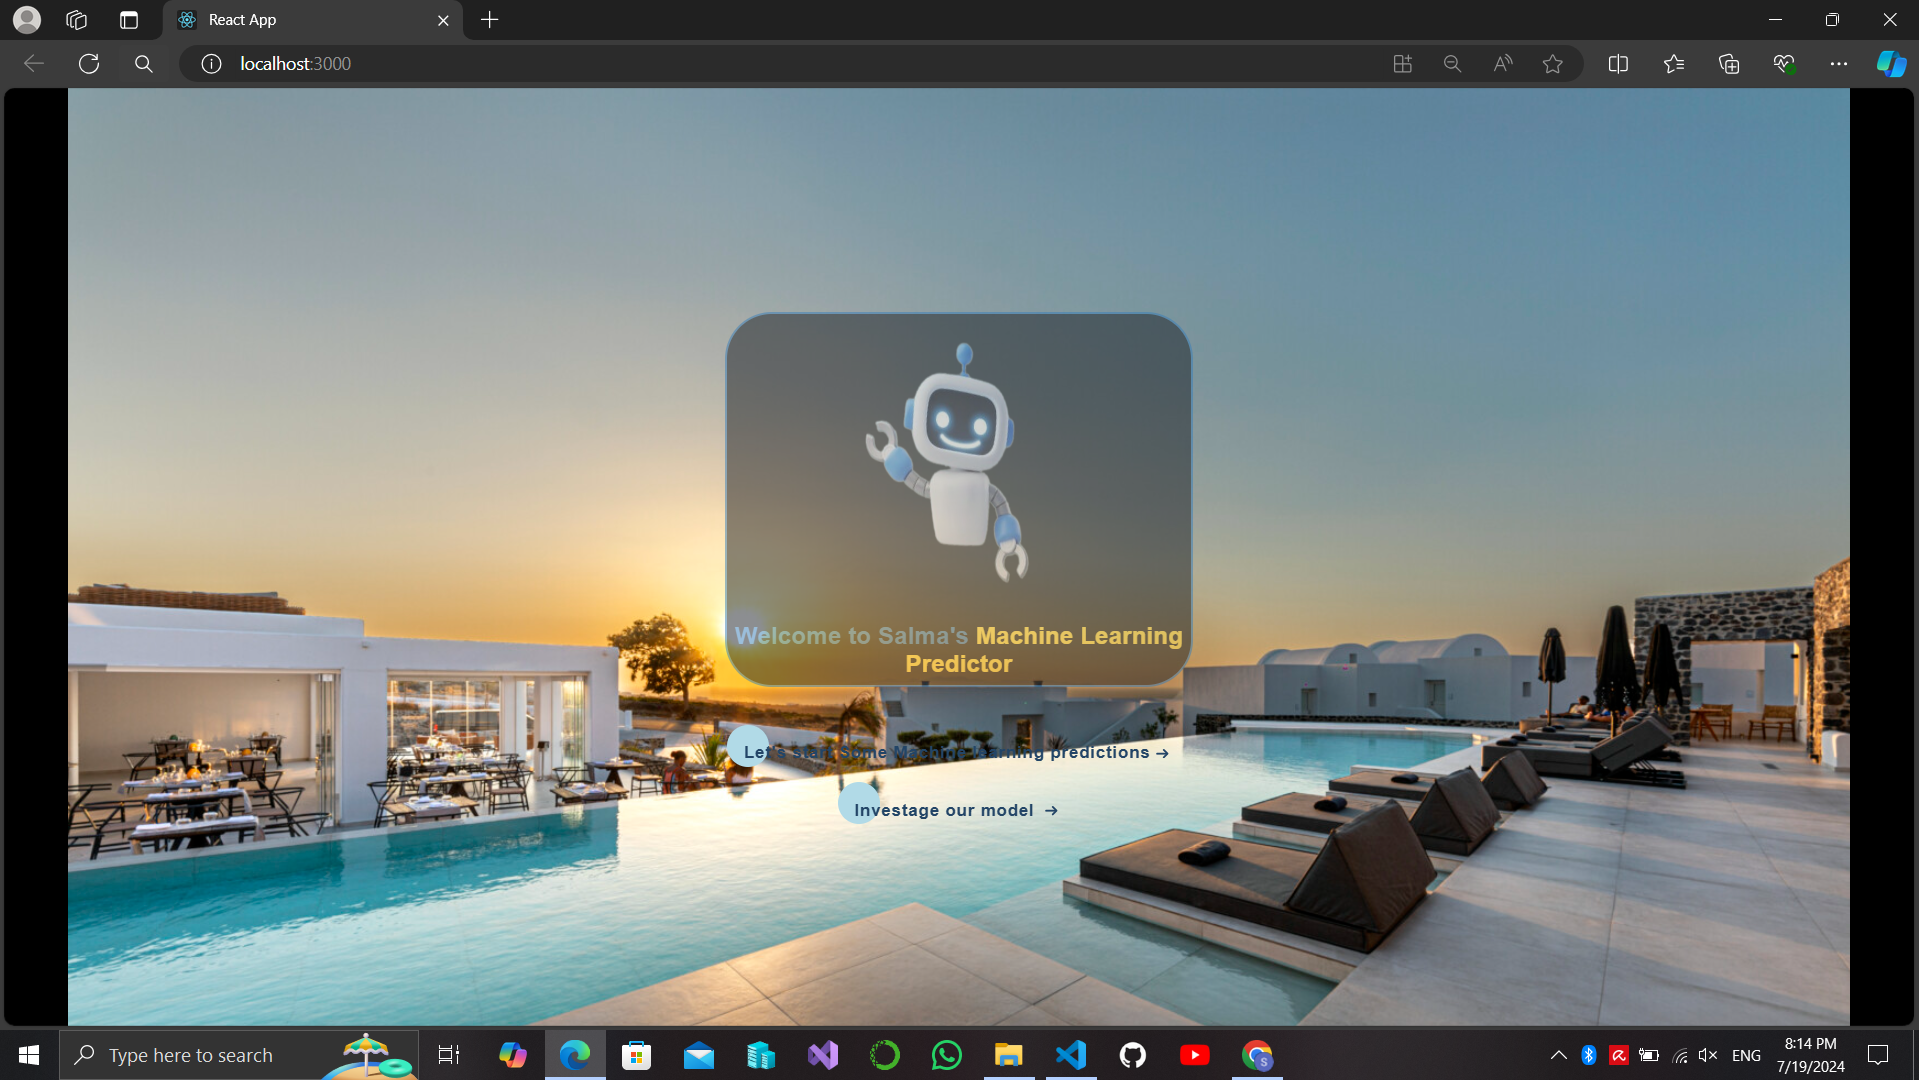 React App
localhost:3000
Welcome to Salma's Machine Learning
Predictor
Let's start Some Machine learning predictions →
Investage our model →
Type here to search
ENG
8:14 PM
7/19/2024